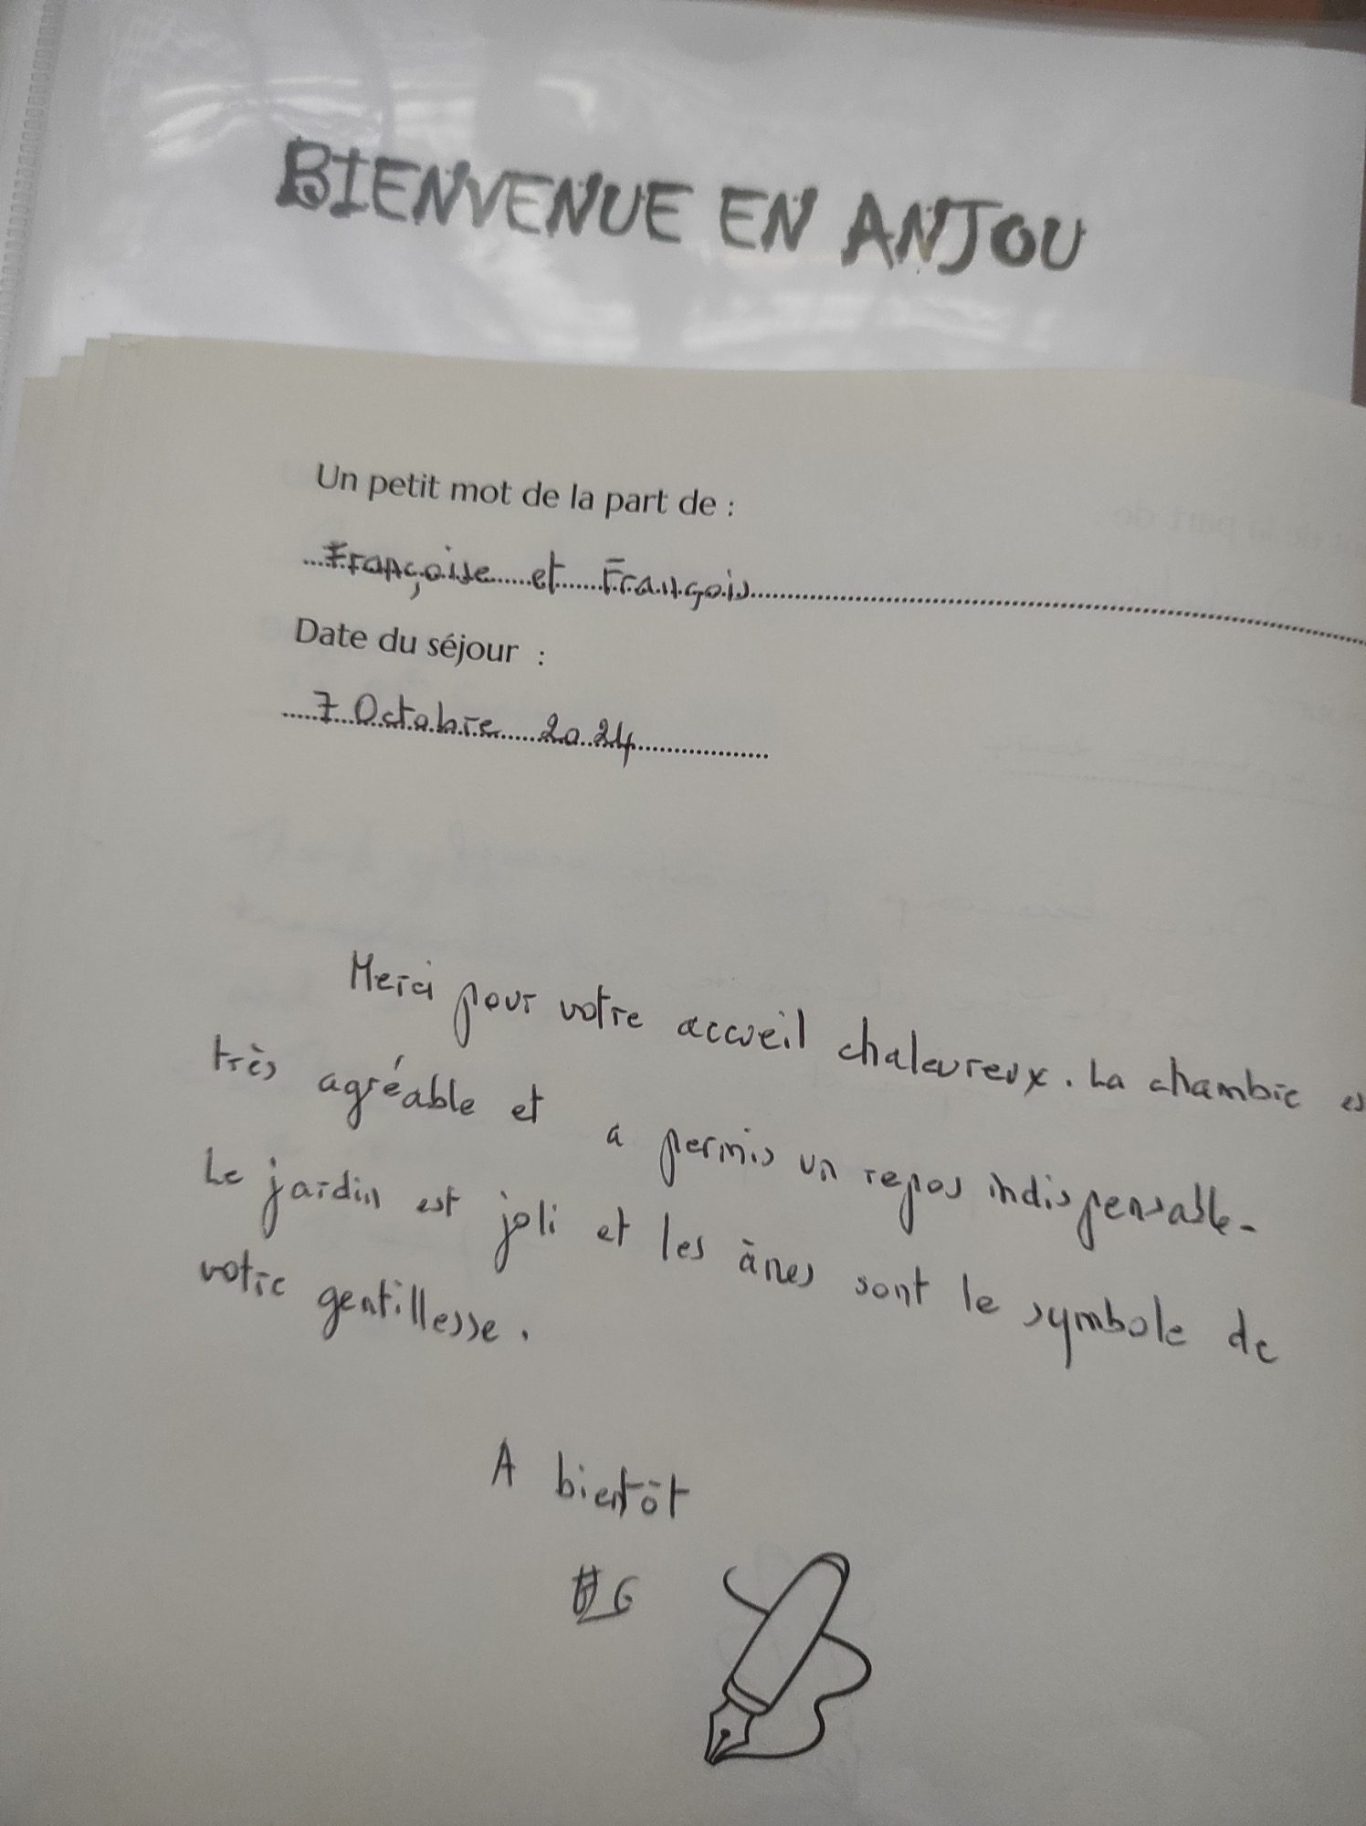 BIENVENUE EN ANJOU
Un petit mot de la part de :
Françoise et François
Date du séjour :
7 Octobre 2024
Merci pour votre accueil chaleureux. La chambre es
très agréable et a permis un repos indispensable.
Le jardin est joli et les ânes sont le symbole de
votre gentillesse.
A bientôt